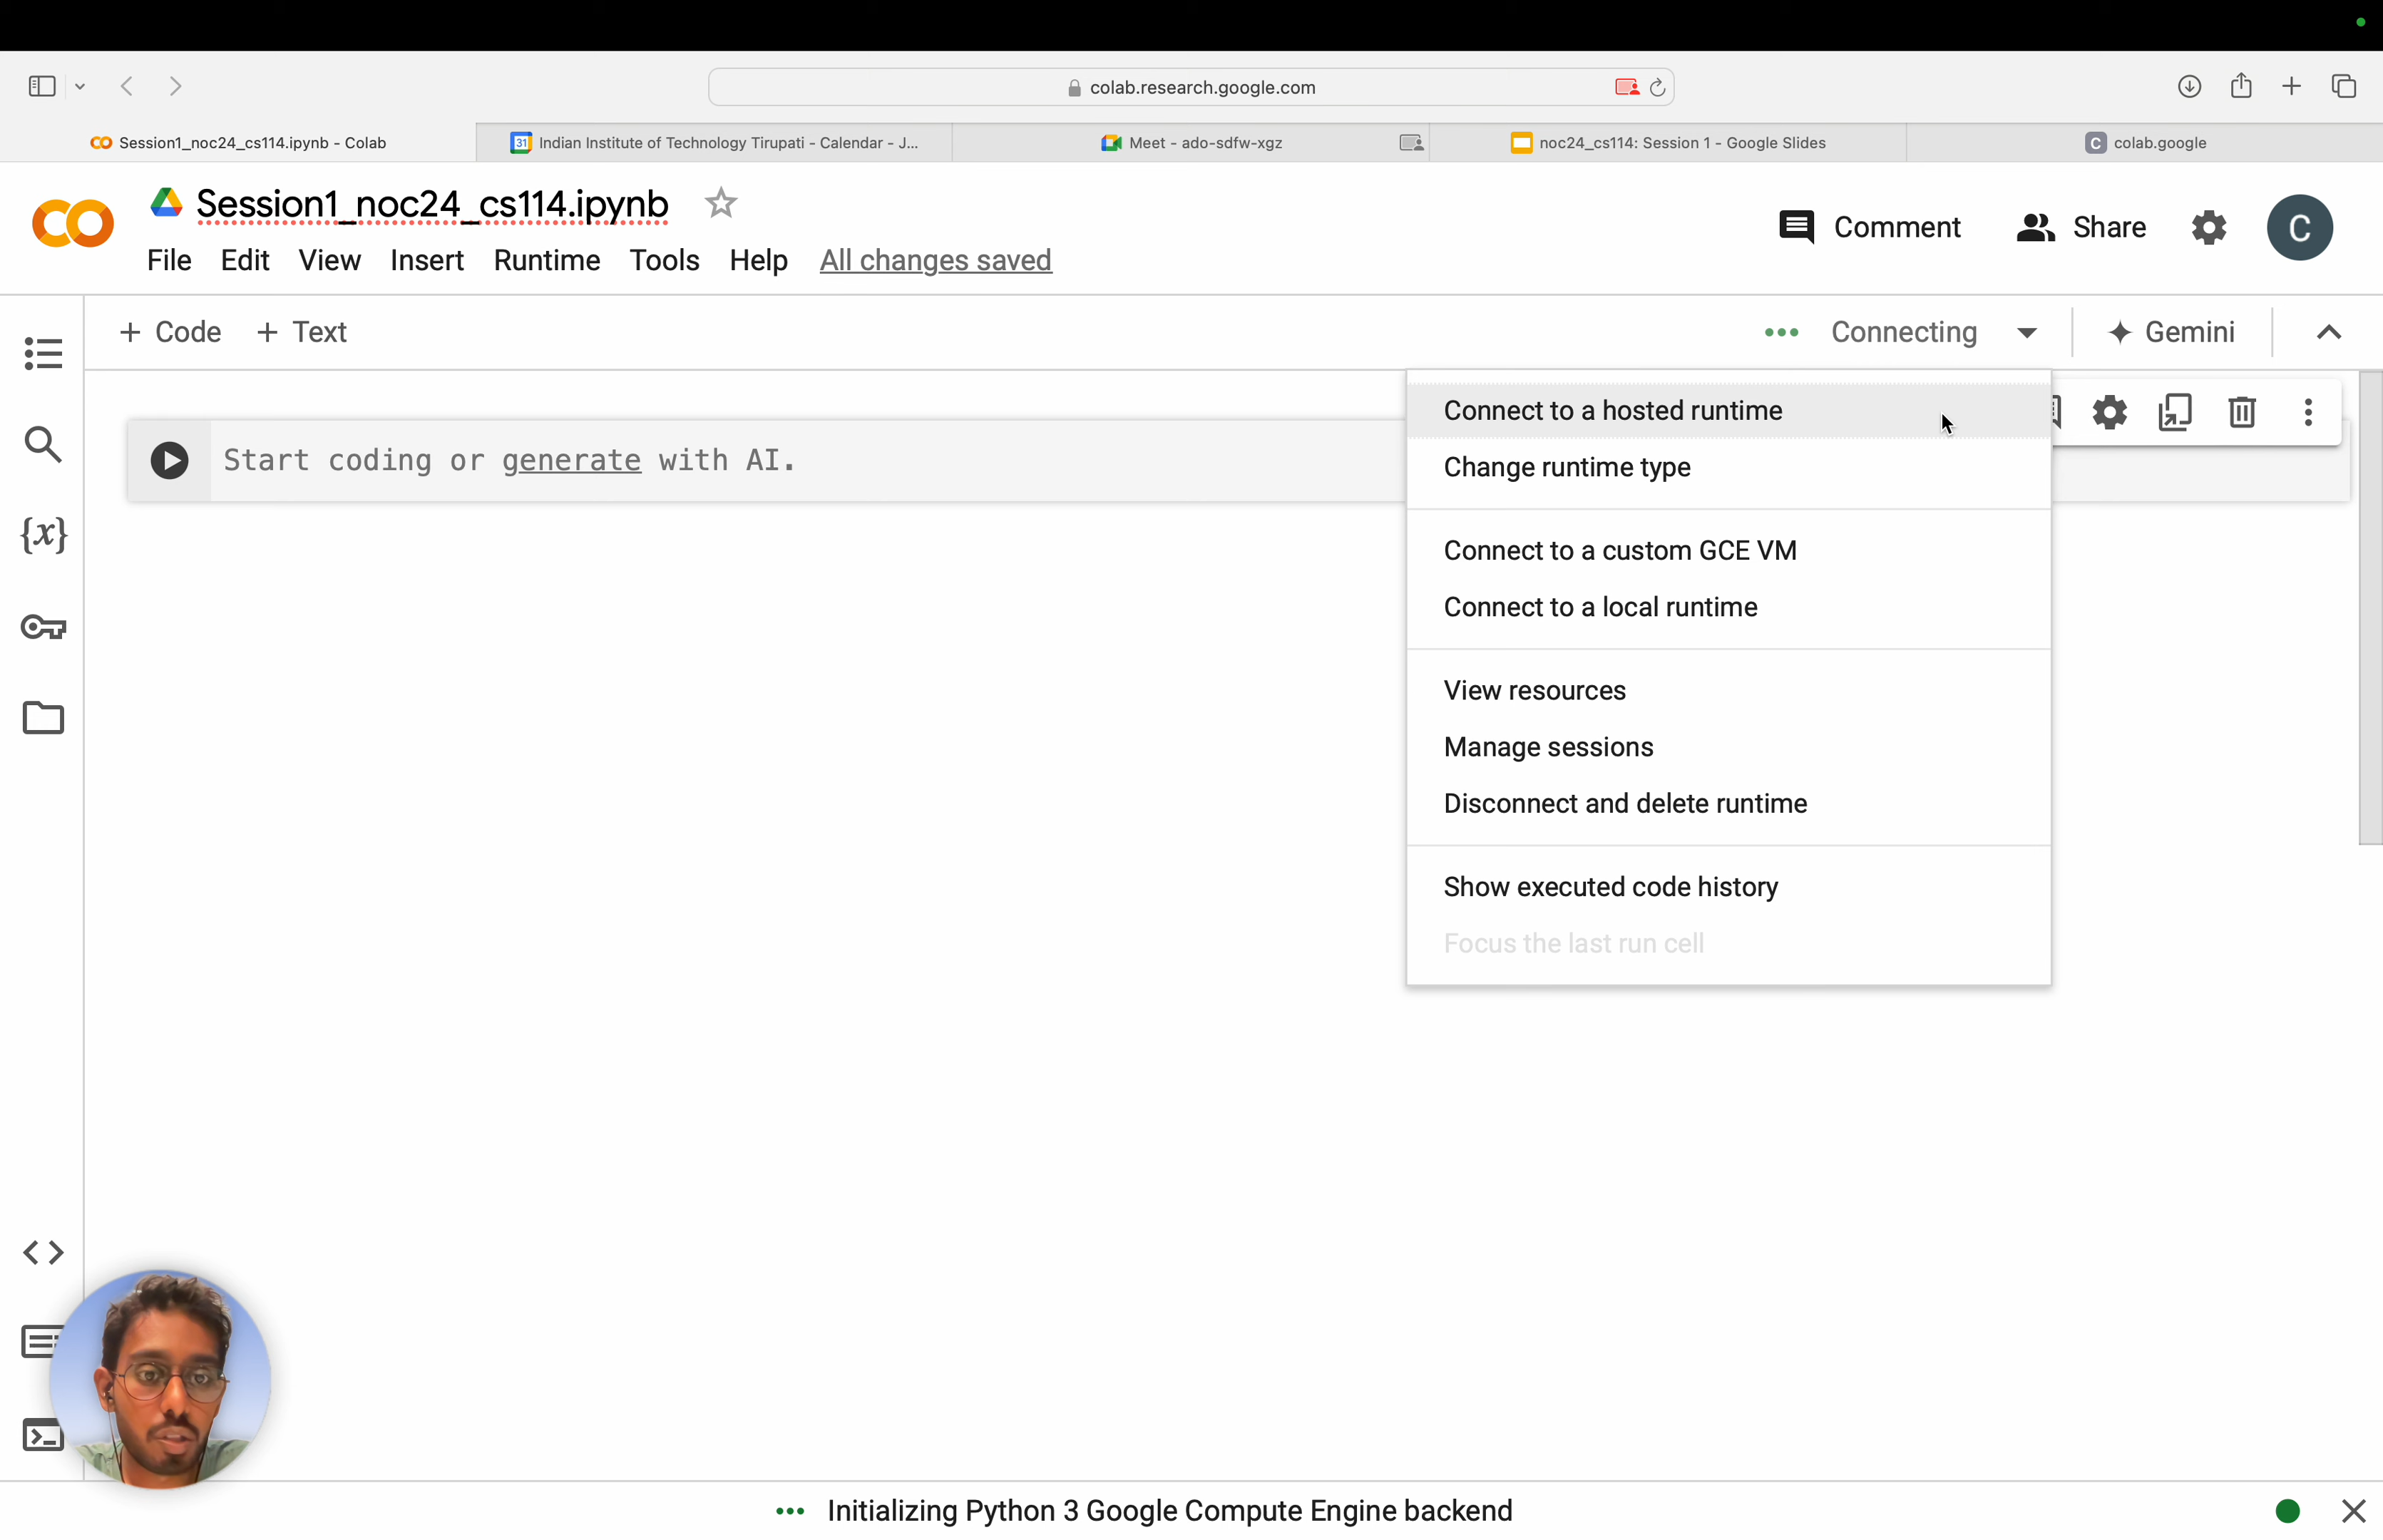 colab.research.google.com
Session1_noc24_cs114.ipynb - Colab
31 Indian Institute of Technology Tirupati - Calendar - J...
Meet - ado-sdfw-xgz
noc24_cs114: Session 1 - Google Slides
C colab.google
Session1_noc24_cs114.ipynb
Comment Share C
File Edit View Insert Runtime Tools Help All changes saved
+ Code + Text
Connecting
Gemini
Start coding or generate with AI.
Connect to a hosted runtime
Change runtime type
Connect to a custom GCE VM
Connect to a local runtime
View resources
Manage sessions
Disconnect and delete runtime
Show executed code history
Focus the last run cell
{x}
Initializing Python 3 Google Compute Engine backend